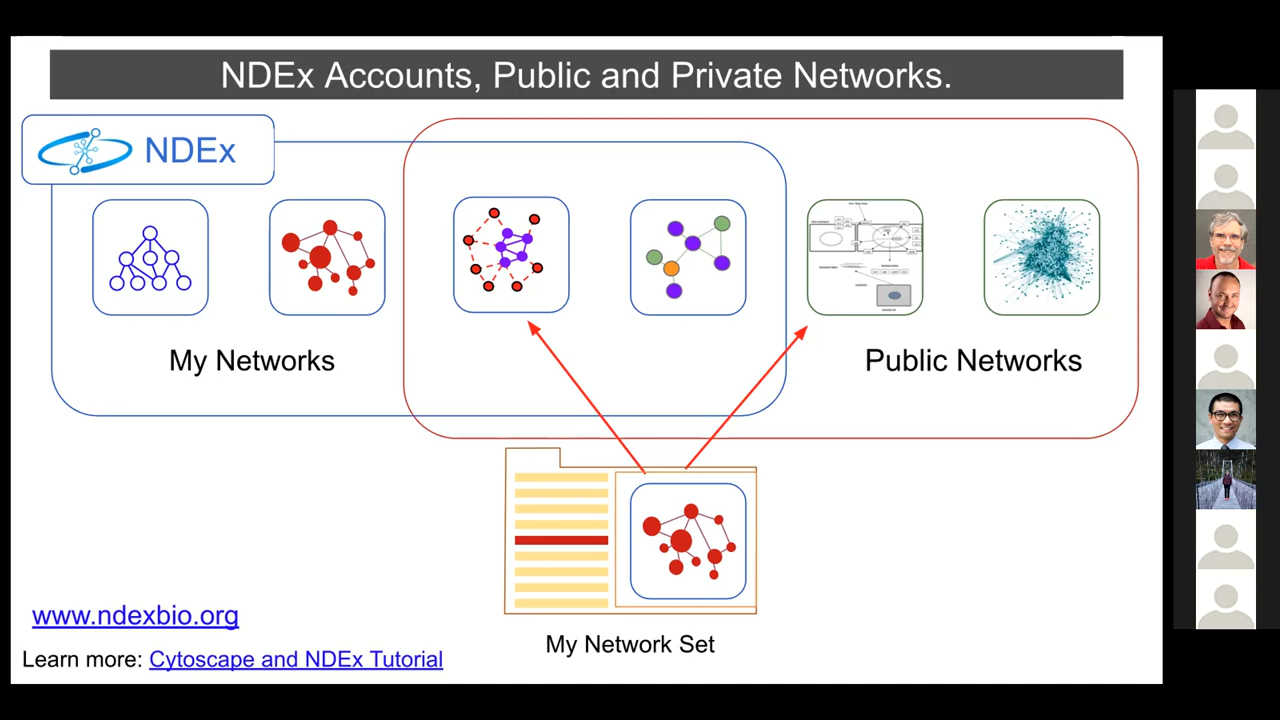 NDEx Accounts, Public and Private Networks.
NDEx
My Networks
Public Networks
My Network Set
www.ndexbio.org
Learn more: Cytoscape and NDEx Tutorial